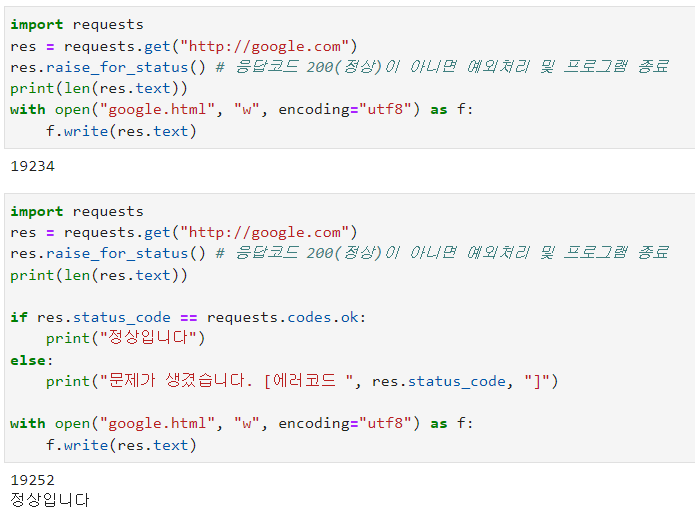 import requests
res = requests.get("http://google.com")
res.raise_for_status() # 응답코드 200(정상)이 아니면 예외처리 및 프로그램 종료
print(len(res.text))
with open("google.html", "w", encoding="utf8") as f:
    f.write(res.text)
19234
import requests
res = requests.get("http://google.com")
res.raise_for_status() # 응답코드 200(정상)이 아니면 예외처리 및 프로그램 종료
print(len(res.text))
if res.status_code == requests.codes.ok:
    print("정상입니다")
else:
    print("문제가 생겼습니다. [에러코드 ", res.status_code, "]")
with open("google.html", "w", encoding="utf8") as f:
    f.write(res.text)
19252
정상입니다